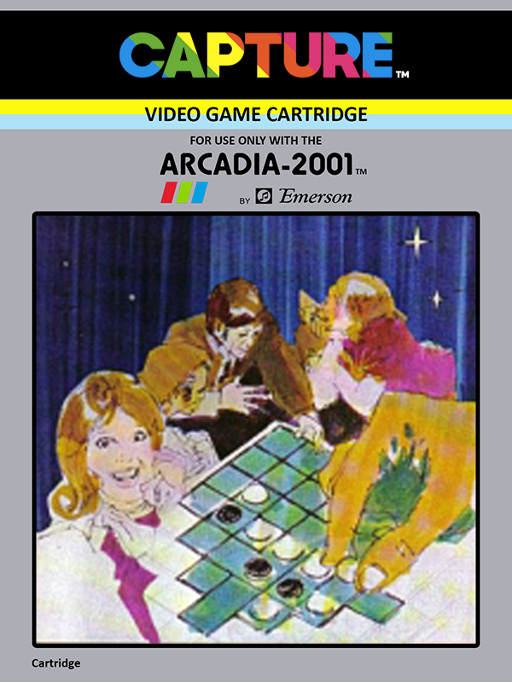 CAPTURE™
VIDEO GAME CARTRIDGE
FOR USE ONLY WITH THE
ARCADIA-2001™
BY Emerson
Cartridge